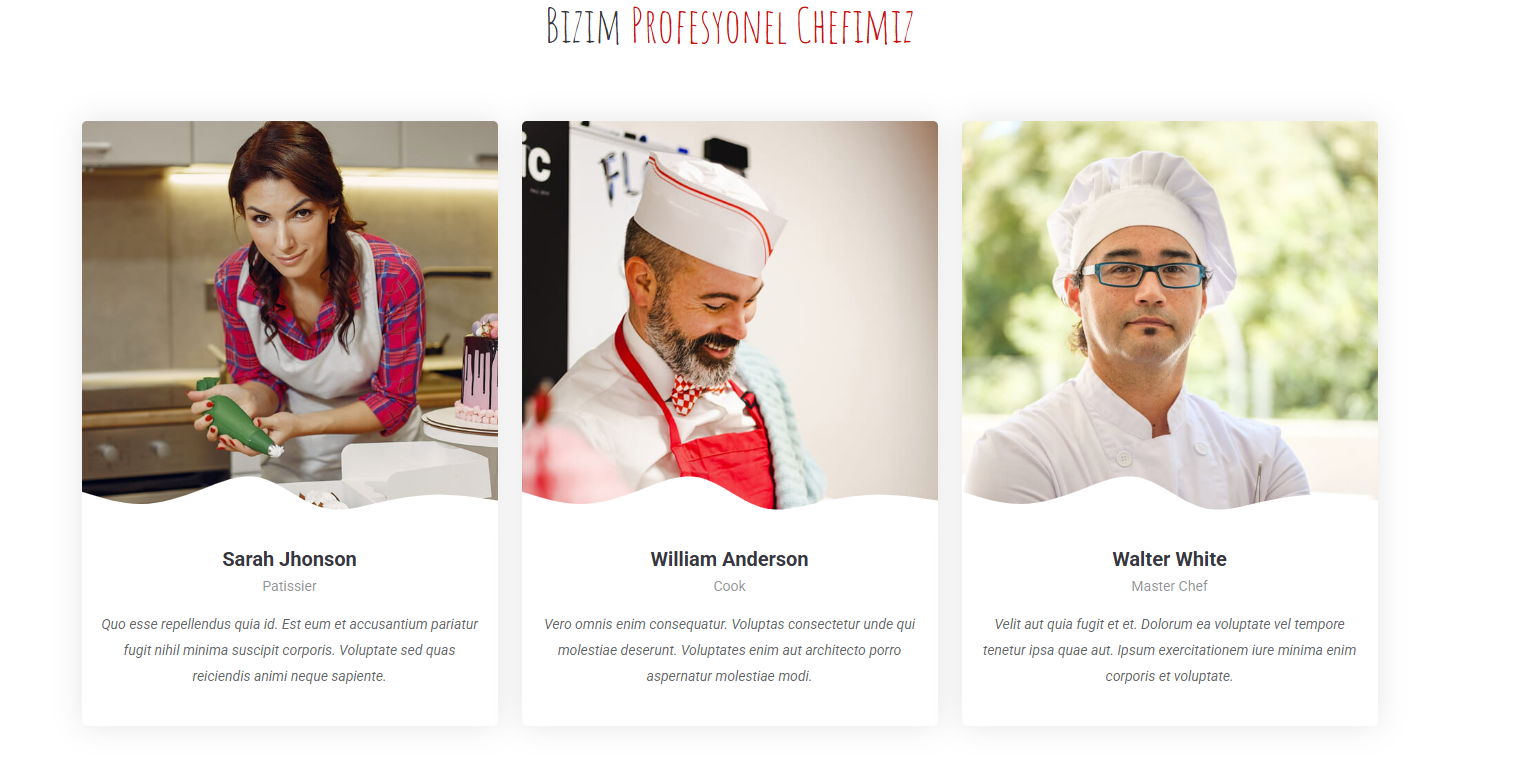 Bizim Profesyonel Chefimiz
ic
FL
Sarah Jhonson
Patissier
Quo esse repellendus quia id. Est eum et accusantium pariatur
fugit nihil minima suscipit corporis. Voluptate sed quas
reiciendis animi neque sapiente.
William Anderson
Cook
Vero omnis enim consequatur. Voluptas consectetur unde qui
molestiae deserunt. Voluptates enim aut architecto porro
aspernatur molestiae modi.
Walter White
Master Chef
Velit aut quia fugit et et. Dolorum ea voluptate vel tempore
tenetur ipsa quae aut. Ipsum exercitationem iure minima enim
corporis et voluptate.